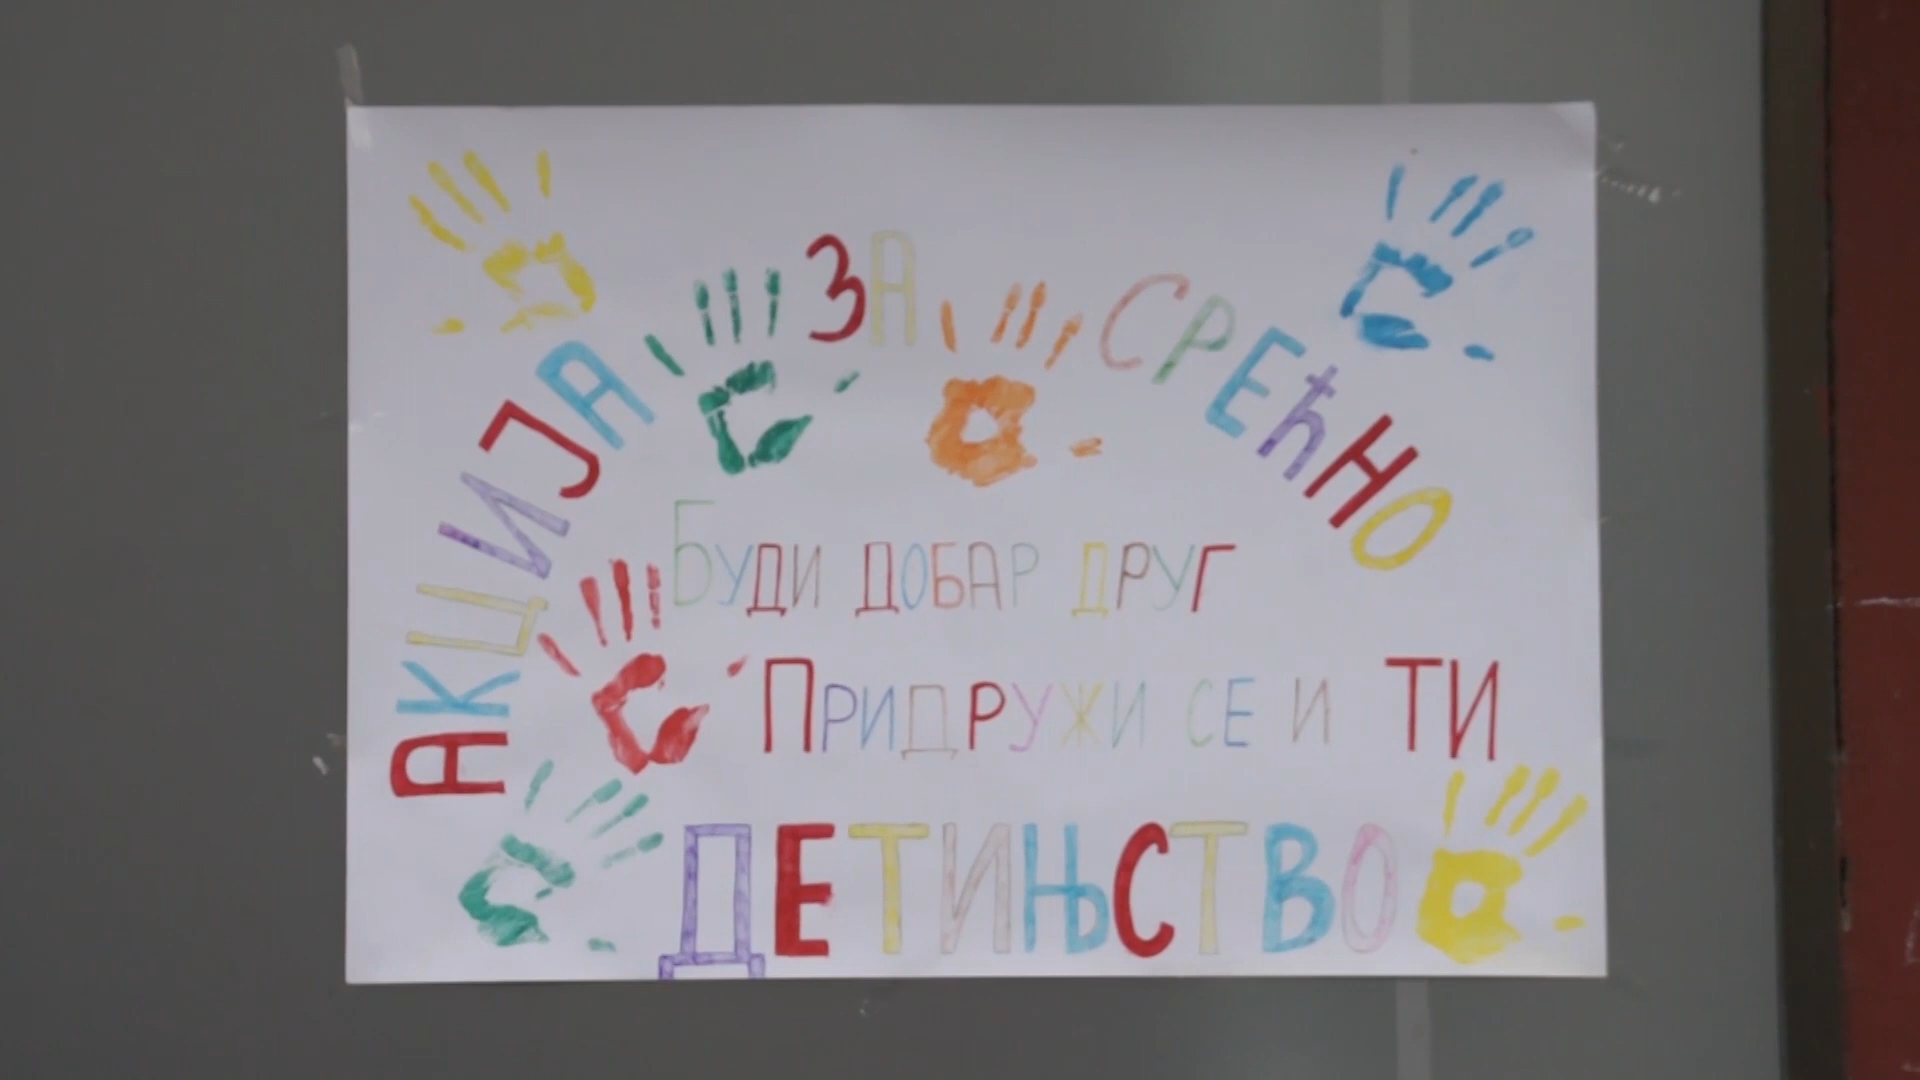 АКЦИЈА ЗА СРЕЋНО
БУДИ ДОБАР ДРУГ
ПРИДРУЖИ СЕ И ТИ
ДЕТИЊСТВО